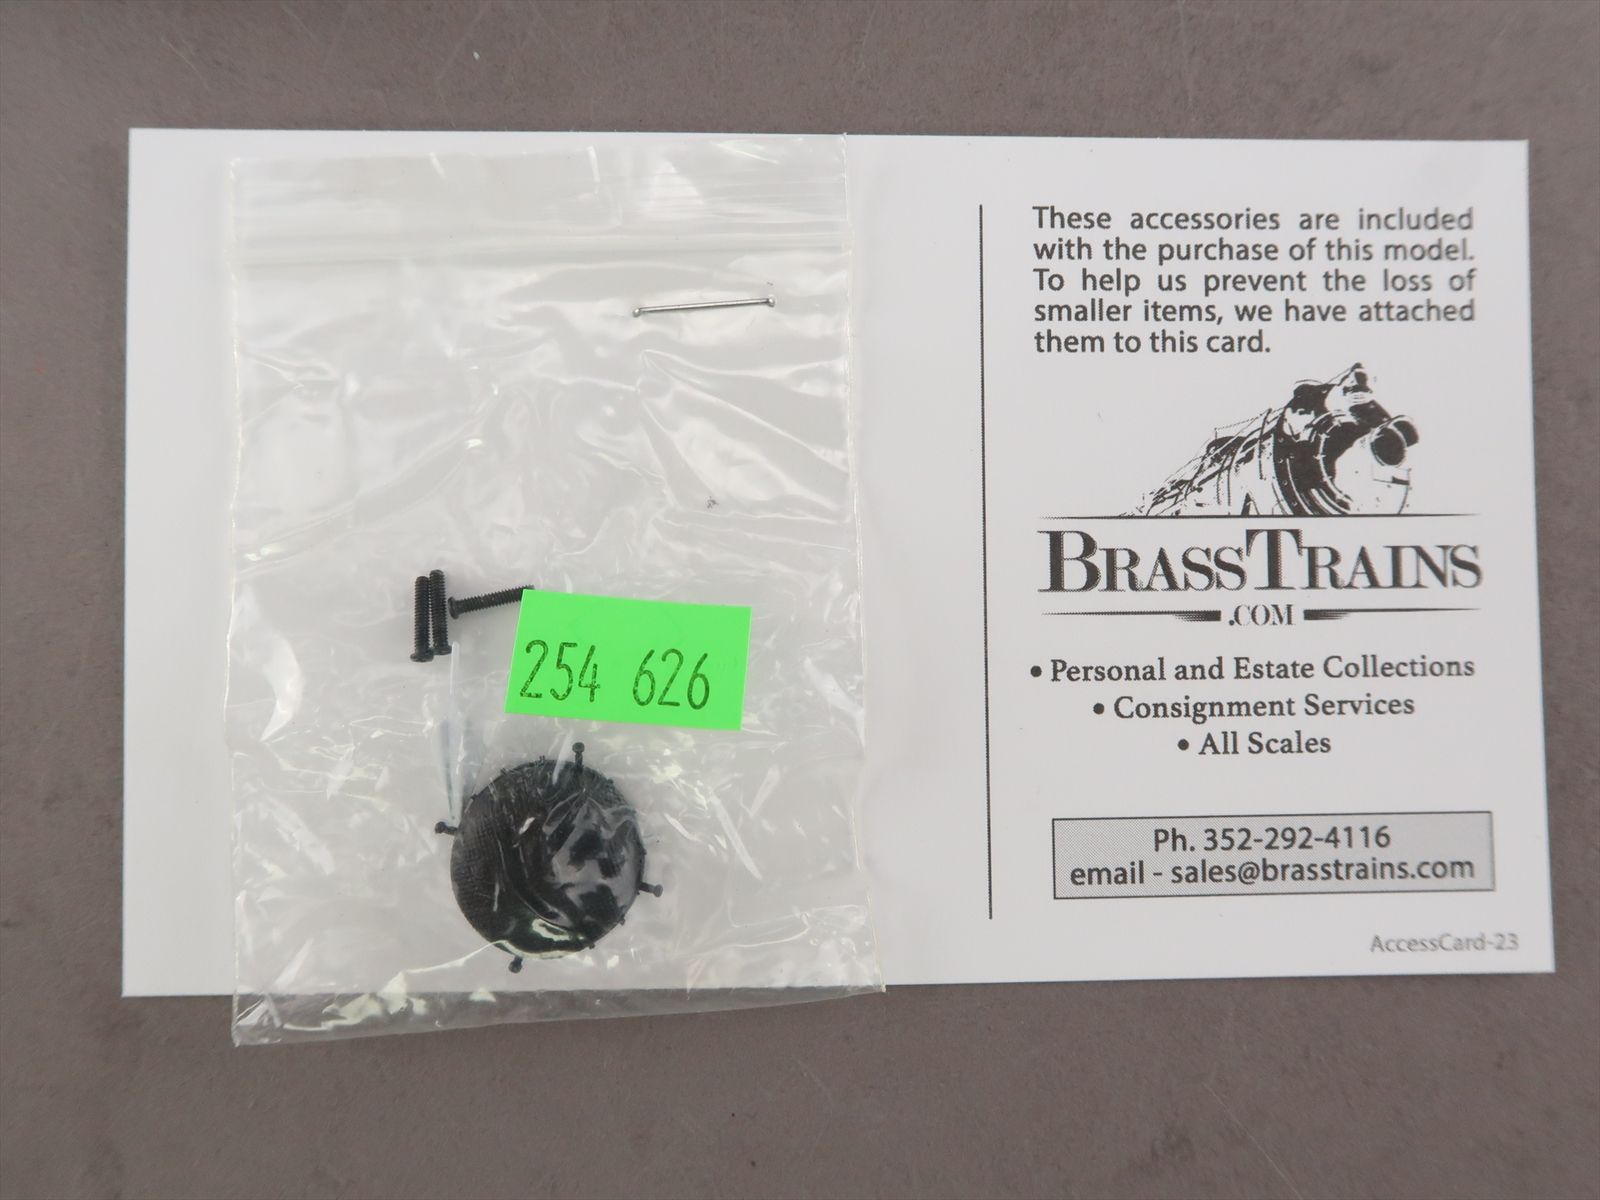 These accessories are included
with the purchase of this model.
To help us prevent the loss of
smaller items, we have attached
them to this card.
BRASSTRAINS
.COM
• Personal and Estate Collections
• Consignment Services
• All Scales
Ph. 352-292-4116
email - sales@brasstrains.com
AccessCard-23
254 626